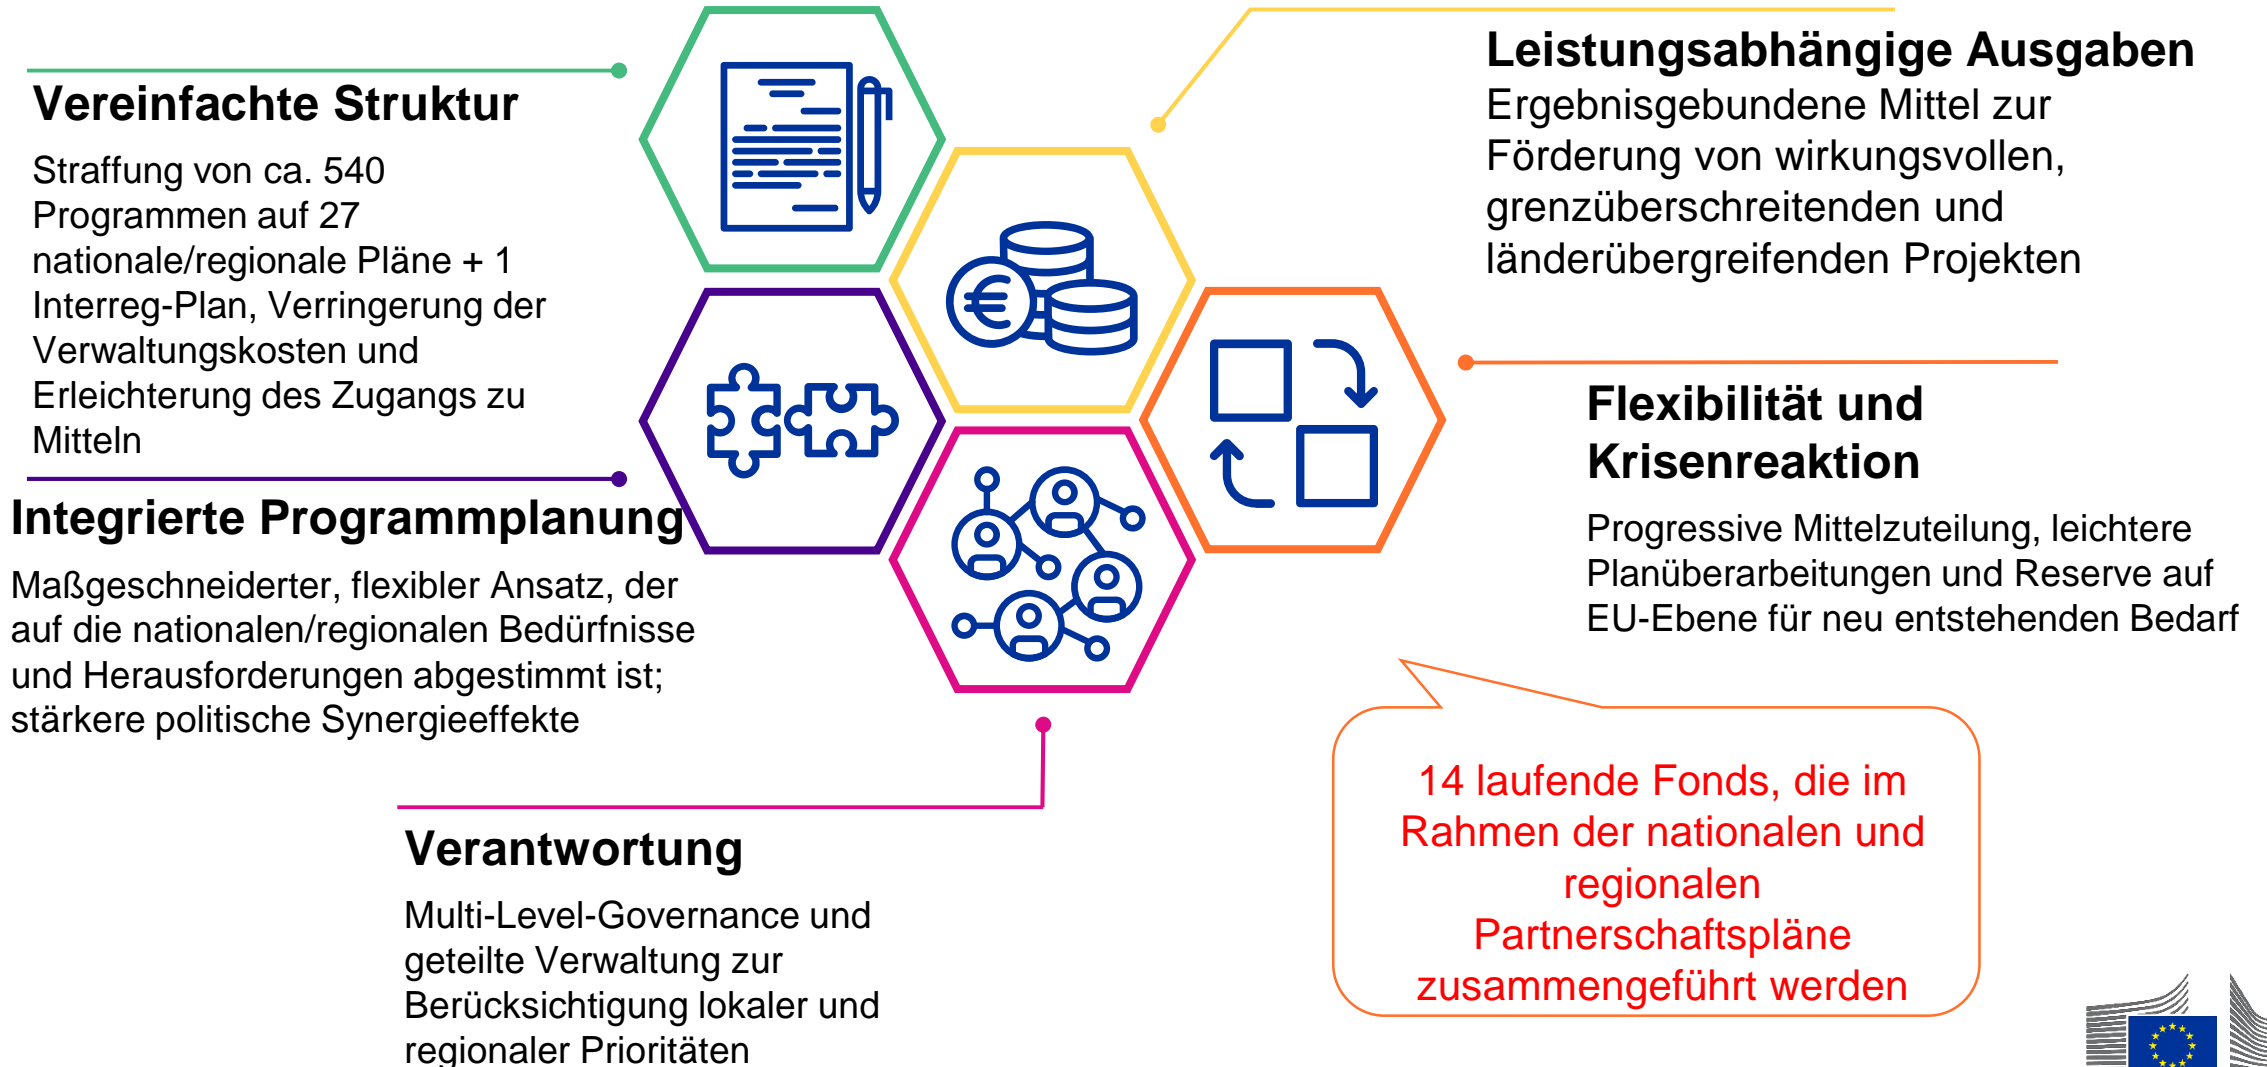 Vereinfachte Struktur
Straffung von ca. 540
Programmen auf 27
nationale/regionale Pläne + 1
Interreg-Plan, Verringerung der
Verwaltungskosten und
Erleichterung des Zugangs zu
Mitteln
Integrierte Programmplanung
Maßgeschneiderter, flexibler Ansatz, der
auf die nationalen/regionalen Bedürfnisse
und Herausforderungen abgestimmt ist;
stärkere politische Synergieeffekte
Verantwortung
Multi-Level-Governance und
geteilte Verwaltung zur
Berücksichtigung lokaler und
regionaler Prioritäten
Leistungsabhängige Ausgaben
Ergebnisgebundene Mittel zur
Förderung von wirkungsvollen,
grenzüberschreitenden und
länderübergreifenden Projekten
Flexibilität und
Krisenreaktion
Progressive Mittelzuteilung, leichtere
Planüberarbeitungen und Reserve auf
EU-Ebene für neu entstehenden Bedarf
14 laufende Fonds, die im
Rahmen der nationalen und
regionalen
Partnerschaftspläne
zusammengeführt werden